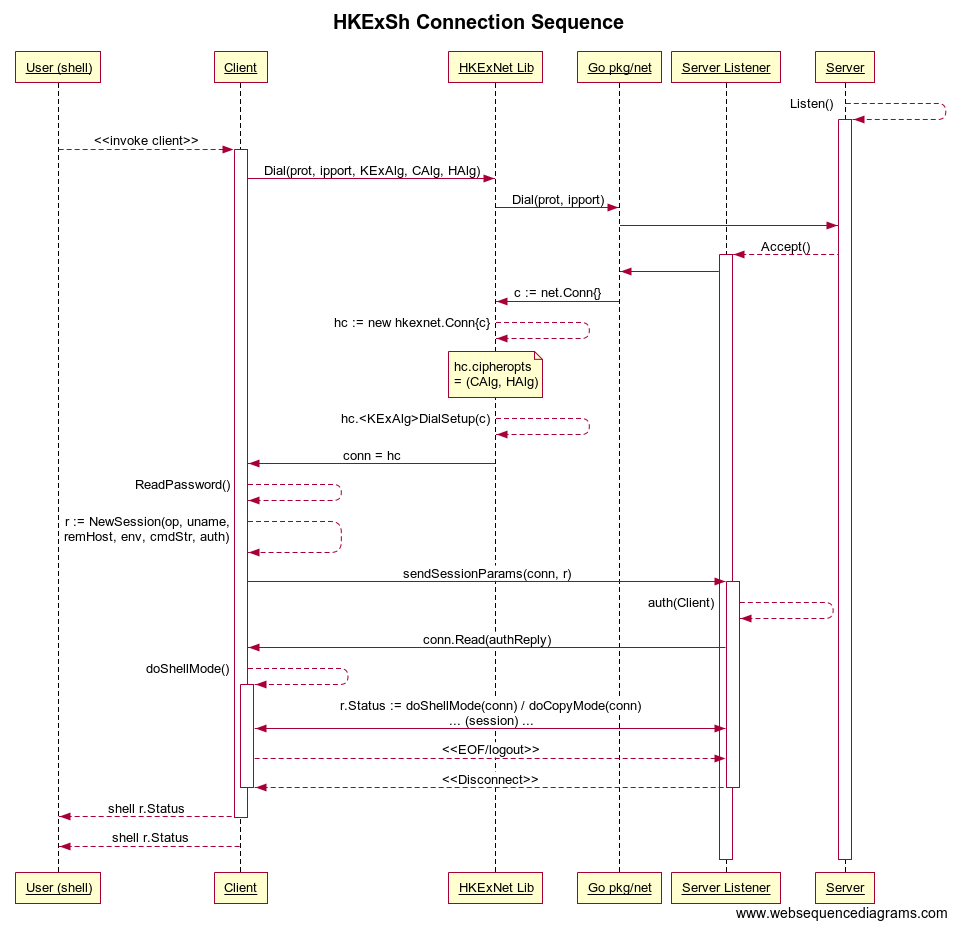 HKExSh Connection Sequence
User (shell)
Client
HKExNet Lib
Go pkg/net
Server Listener
Server
Listen()
<<invoke client>>
Dial(prot, ipport, KExAlg, CAlg, HAlg)
Dial(prot, ipport)
Accept()
c := net.Conn{}
hc := new hkexnet.Conn{c}
hc.cipheropts
= (CAlg, HAlg)
hc.<KExAlg>DialSetup(c)
conn = hc
ReadPassword()
r := NewSession(op, uname,
remHost, env, cmdStr, auth)
sendSessionParams(conn, r)
auth(Client)
conn.Read(authReply)
doShellMode()
r.Status := doShellMode(conn) / doCopyMode(conn)
... (session) ...
<<EOF/logout>>
<<Disconnect>>
shell r.Status
shell r.Status
User (shell)
Client
HKExNet Lib
Go pkg/net
Server Listener
Server
www.websequencediagrams.com